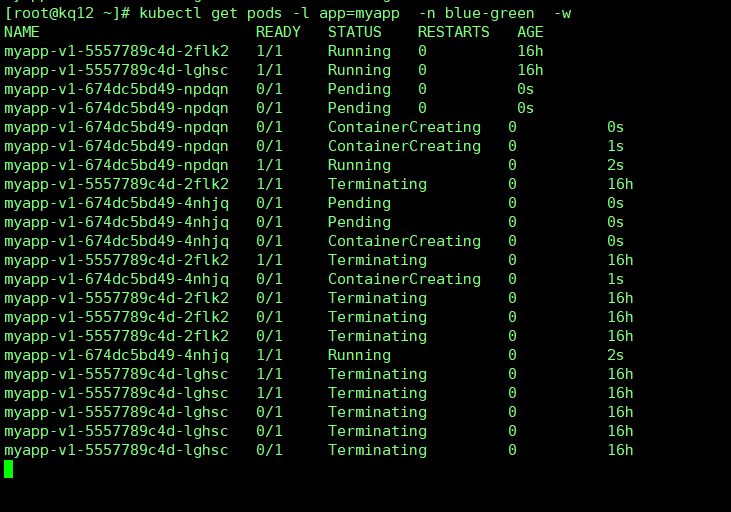 [root@kq12 ~]# kubectl get pods -l app=myapp  -n blue-green  -w
NAME                        READY   STATUS    RESTARTS   AGE
myapp-v1-5557789c4d-2flk2   1/1     Running   0          16h
myapp-v1-5557789c4d-lghsc   1/1     Running   0          16h
myapp-v1-674dc5bd49-npdqn   0/1     Pending   0          0s
myapp-v1-674dc5bd49-npdqn   0/1     Pending   0          0s
myapp-v1-674dc5bd49-npdqn   0/1     ContainerCreating   0          0s
myapp-v1-674dc5bd49-npdqn   0/1     ContainerCreating   0          1s
myapp-v1-674dc5bd49-npdqn   1/1     Running             0          2s
myapp-v1-5557789c4d-2flk2   1/1     Terminating         0          16h
myapp-v1-674dc5bd49-4nhjq   0/1     Pending             0          0s
myapp-v1-674dc5bd49-4nhjq   0/1     Pending             0          0s
myapp-v1-674dc5bd49-4nhjq   0/1     ContainerCreating   0          0s
myapp-v1-5557789c4d-2flk2   1/1     Terminating         0          16h
myapp-v1-674dc5bd49-4nhjq   0/1     ContainerCreating   0          1s
myapp-v1-5557789c4d-2flk2   0/1     Terminating         0          16h
myapp-v1-5557789c4d-2flk2   0/1     Terminating         0          16h
myapp-v1-5557789c4d-2flk2   0/1     Terminating         0          16h
myapp-v1-674dc5bd49-4nhjq   1/1     Running             0          2s
myapp-v1-5557789c4d-lghsc   1/1     Terminating         0          16h
myapp-v1-5557789c4d-lghsc   1/1     Terminating         0          16h
myapp-v1-5557789c4d-lghsc   0/1     Terminating         0          16h
myapp-v1-5557789c4d-lghsc   0/1     Terminating         0          16h
myapp-v1-5557789c4d-lghsc   0/1     Terminating         0          16h